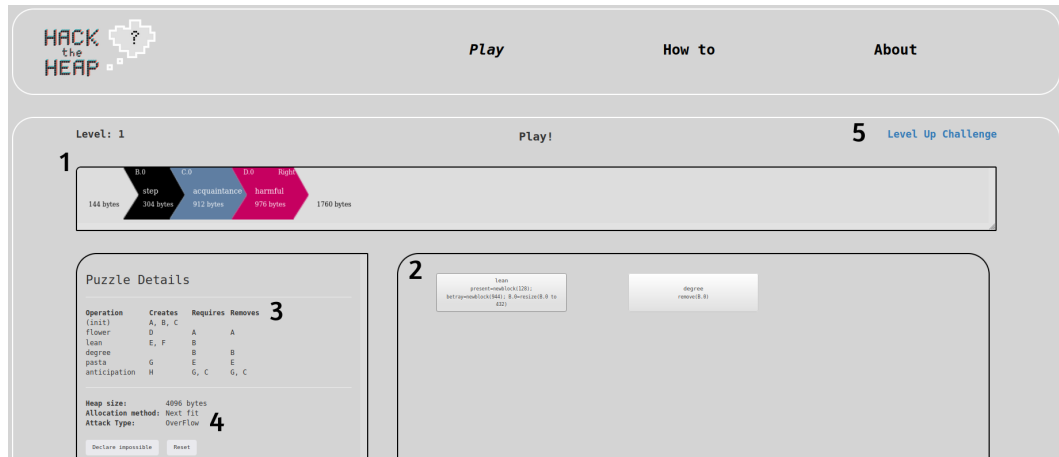 HACK ?
the
HEAP
Play How to About
Level: 1 Play! 5 Level Up Challenge
1
B.0 C.0 D.0 Right
step acquaintance harmful
144 bytes 304 bytes 912 bytes 976 bytes 1760 bytes
2
Puzzle Details
3
Operation Creates Requires Removes
(init) A, B, C
flower D A A
lean E, F B
degree B B
pasta G E E
anticipation H G, C G, C
Heap size: 4096 bytes
Allocation method: Next fit
Attack Type: OverFlow
4
Declare impossible Reset
lean
present=newblock(128);
betray=newblock(944); B.0=resize(B.0 to
432)
degree
remove(B.0)